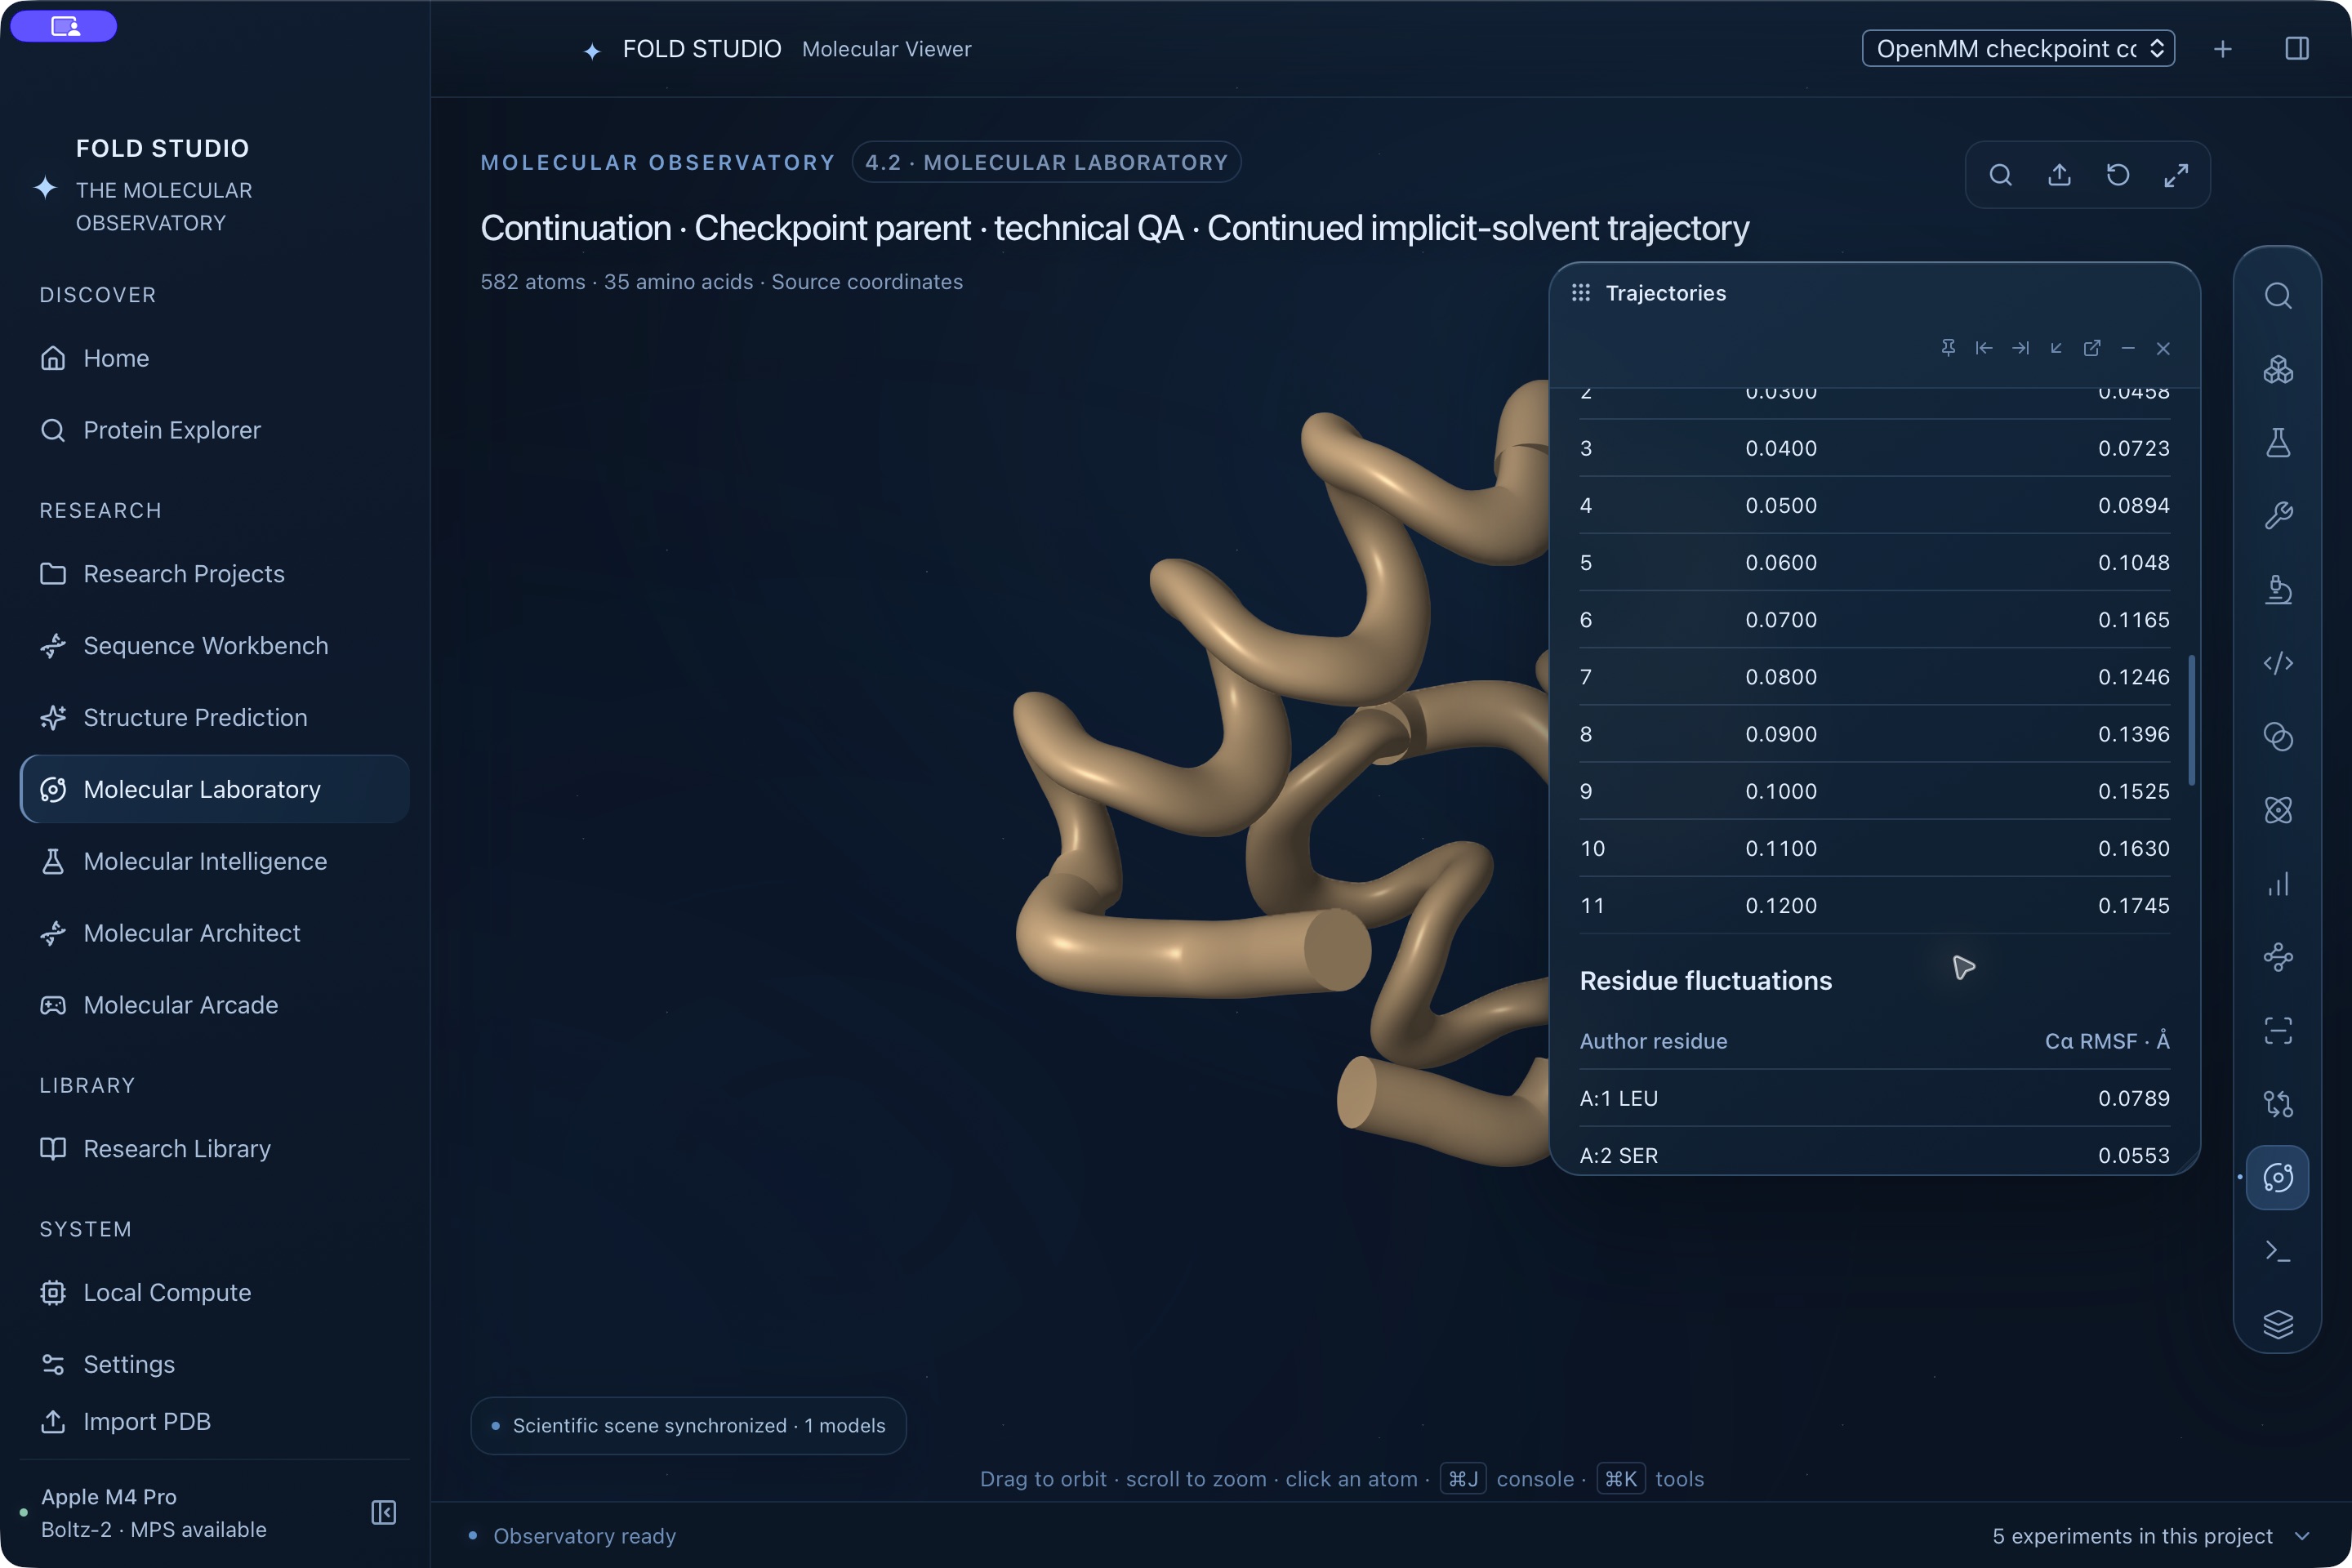 FOLD STUDIO
THE MOLECULAR
OBSERVATORY
DISCOVER
Home
Protein Explorer
RESEARCH
Research Projects
Sequence Workbench
Structure Prediction
Molecular Laboratory
Molecular Intelligence
Molecular Architect
Molecular Arcade
LIBRARY
Research Library
SYSTEM
Local Compute
Settings
Import PDB
Apple M4 Pro
Boltz-2 · MPS available
FOLD STUDIO Molecular Viewer
OpenMM checkpoint cc
MOLECULAR OBSERVATORY 4.2 · MOLECULAR LABORATORY
Continuation · Checkpoint parent · technical QA · Continued implicit-solvent trajectory
582 atoms · 35 amino acids · Source coordinates
Trajectories
2 0.0300 0.0458
3 0.0400 0.0723
4 0.0500 0.0894
5 0.0600 0.1048
6 0.0700 0.1165
7 0.0800 0.1246
8 0.0900 0.1396
9 0.1000 0.1525
10 0.1100 0.1630
11 0.1200 0.1745
Residue fluctuations
Author residue Cα RMSF · Å
A:1 LEU 0.0789
A:2 SER 0.0553
Scientific scene synchronized · 1 models
Drag to orbit · scroll to zoom · click an atom · ⌘J console · ⌘K tools
Observatory ready
5 experiments in this project